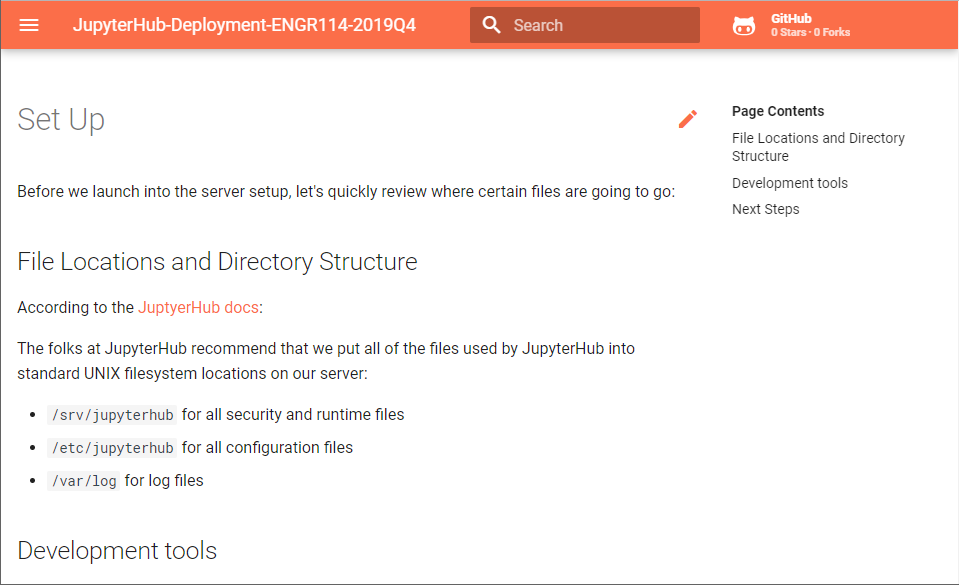 JupyterHub-Deployment-ENGR114-2019Q4
Search
GitHub
0 Stars · 0 Forks
Set Up
Before we launch into the server setup, let's quickly review where certain files are going to go:
File Locations and Directory Structure
According to the JuptyerHub docs:
The folks at JupyterHub recommend that we put all of the files used by JupyterHub into
standard UNIX filesystem locations on our server:
• /srv/jupyterhub for all security and runtime files
• /etc/jupyterhub for all configuration files
• /var/log for log files
Development tools
Page Contents
File Locations and Directory
Structure
Development tools
Next Steps